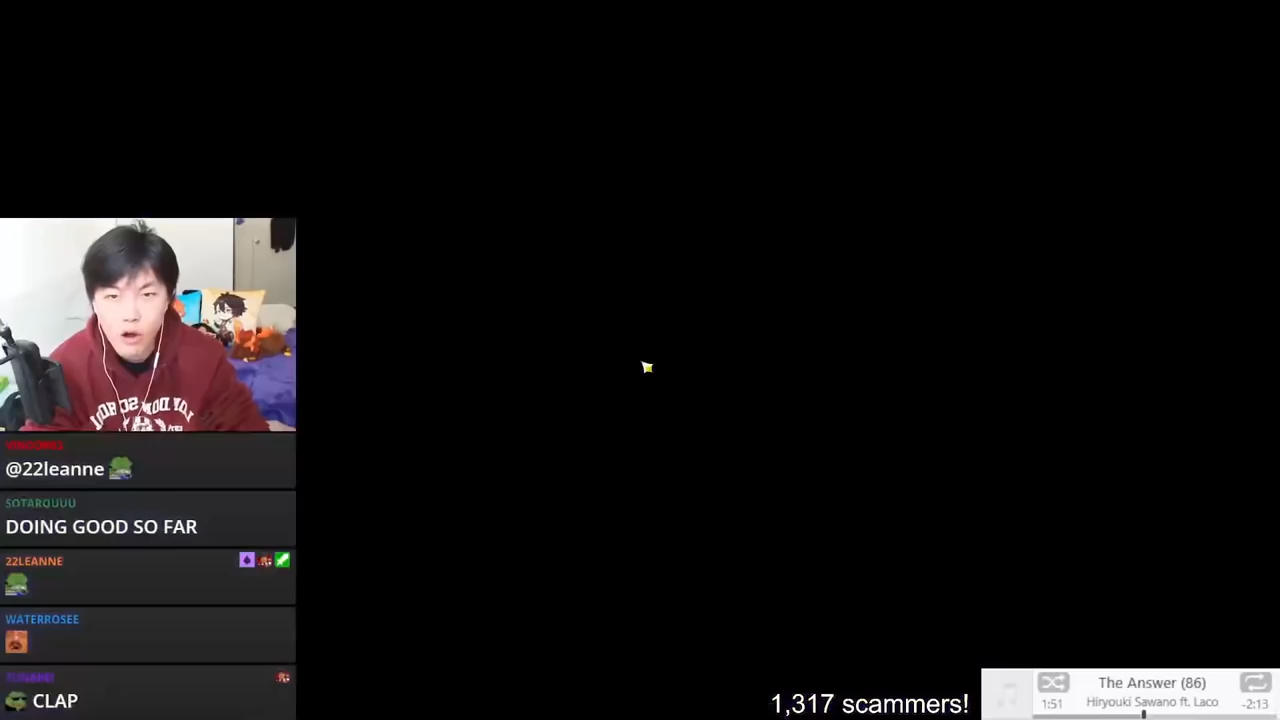 @22leanne
SOTARQUUU
DOING GOOD SO FAR
22LEANNE
WATERROSEE
CLAP
1,317 scammers!
The Answer (86)
Hiryouki Sawano ft. Laco
1:51
-2:13